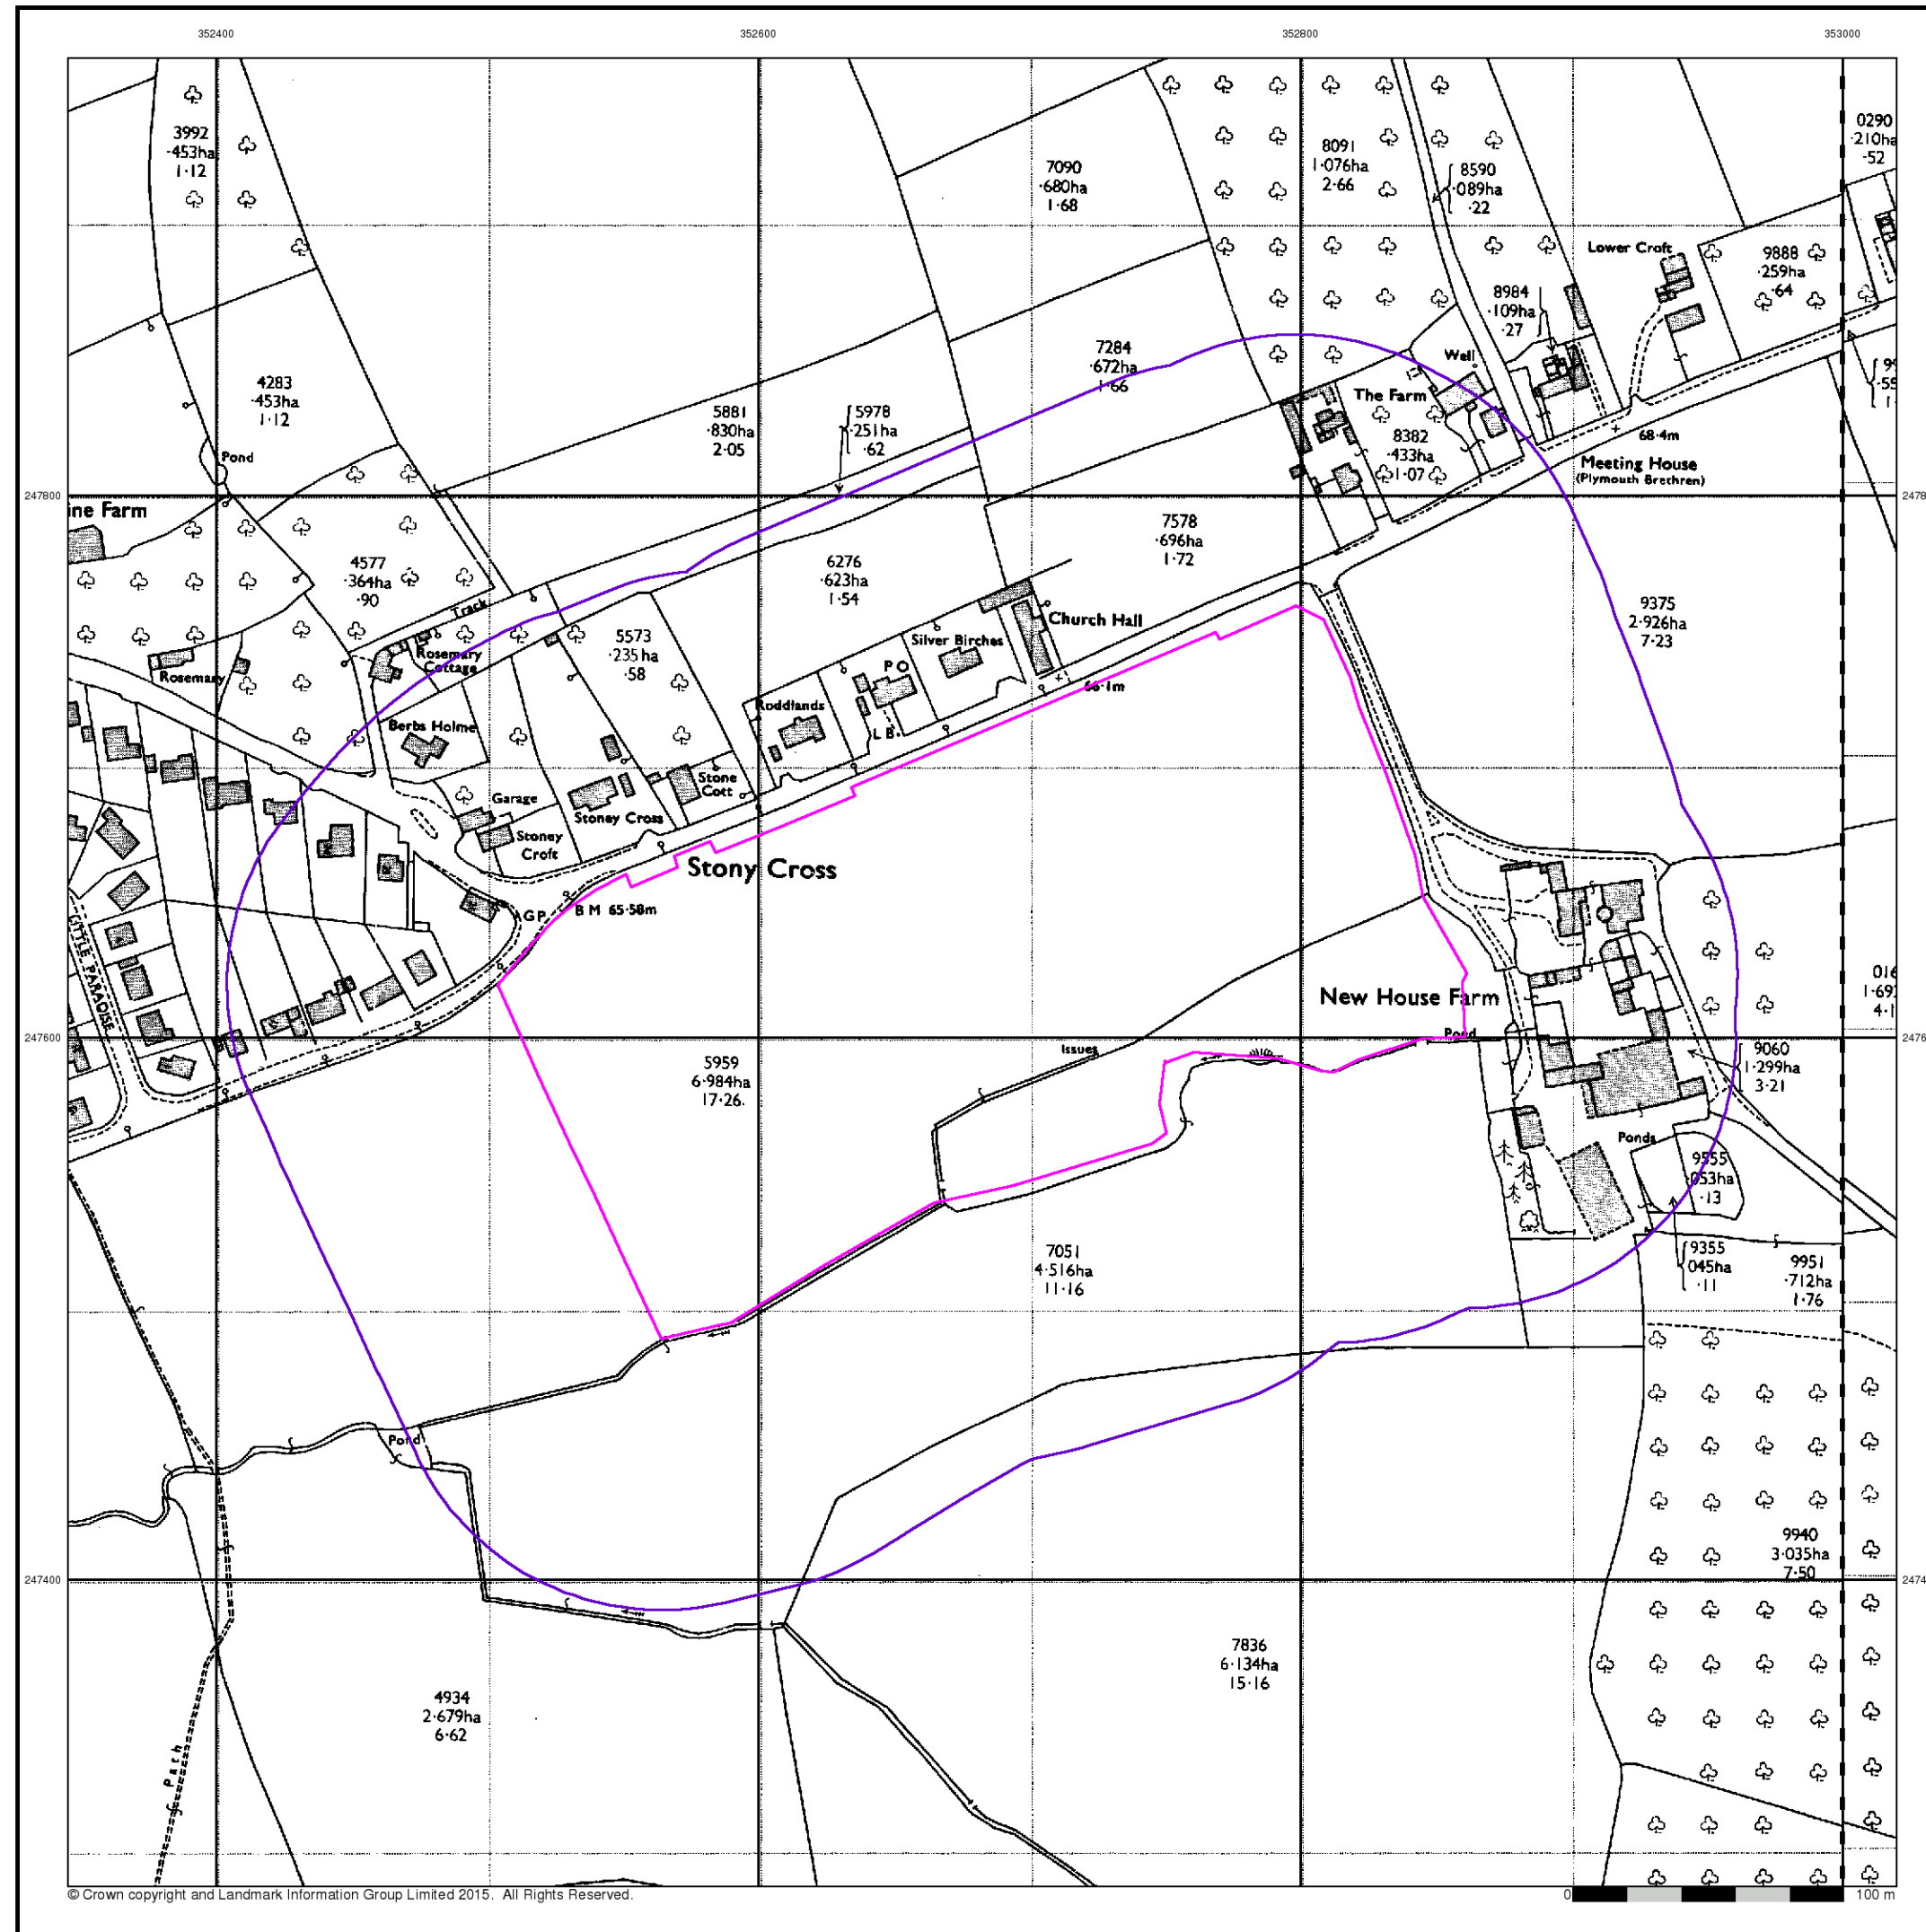 352400
352600
352800
353000
3992
·453ha
1·12
7090
·680ha
1·68
8091
1·076ha
2·66
8590
·089ha
·22
0290
·210ha
·52
Lower Croft
9888
·259ha
·64
8984
·109ha
·27
4283
·453ha
1·12
7284
·672ha
1·66
Well
The Farm
5881
·830ha
2·05
5978
·251ha
·62
8382
·433ha
1·07
68·4m
Meeting House
(Plymouth Brethren)
Pond
247800
ine Farm
4577
·364ha
·90
6276
·623ha
1·54
7578
·696ha
1·72
9375
2·926ha
7·23
Track
Rosemary
Cottage
Rosemary
5573
·235ha
·58
Church Hall
Silver Birches
P O
66·1m
Roddlands
L B
Berbs Holme
Stone
Cott
Garage
Stoney Cross
Stoney
Croft
Stony Cross
G P
B M 65·58m
LITTLE PARADISE
New House Farm
Pond
247600
Issues
5959
6·984ha
17·26
9060
1·299ha
3·21
Ponds
9555
·053ha
·13
7051
4·516ha
11·16
9355
·045ha
·11
9951
·712ha
1·76
Pond
9940
3·035ha
7·50
247400
7836
6·134ha
15·16
4934
2·679ha
6·62
Path
© Crown copyright and Landmark Information Group Limited 2015. All Rights Reserved.
0
100 m